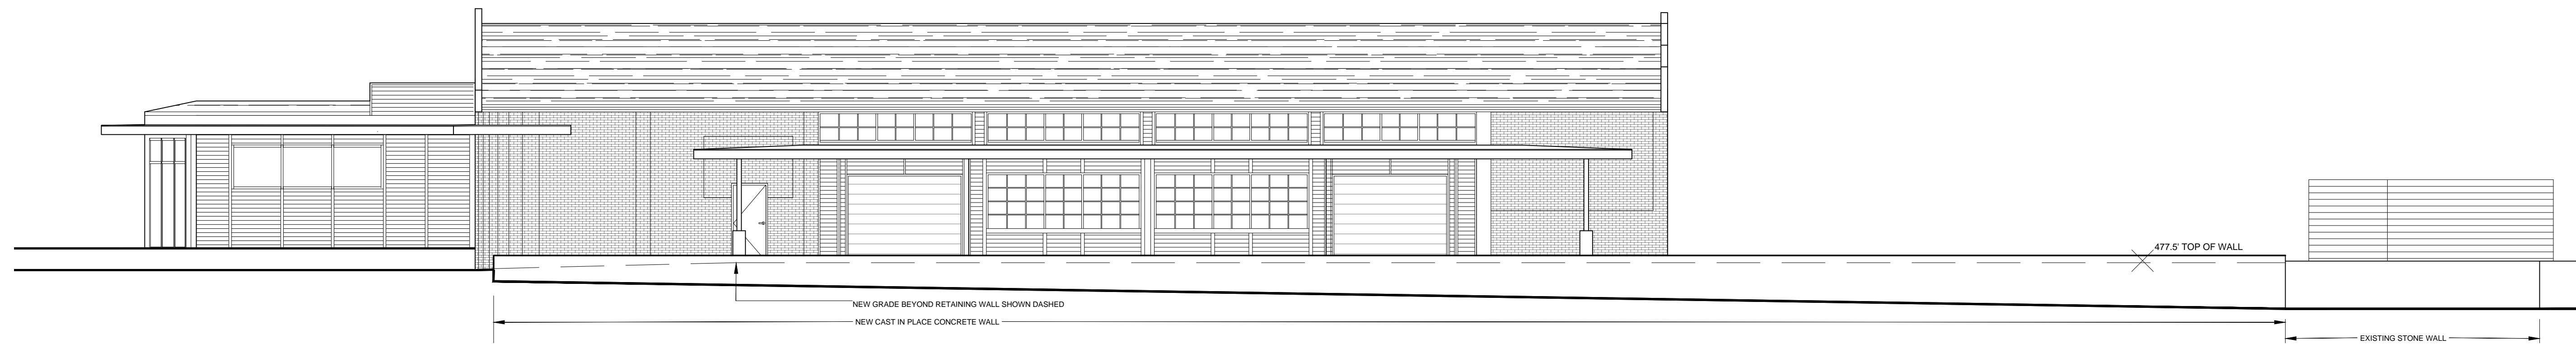 477.5' TOP OF WALL
NEW GRADE BEYOND RETAINING WALL SHOWN DASHED
NEW CAST IN PLACE CONCRETE WALL
EXISTING STONE WALL